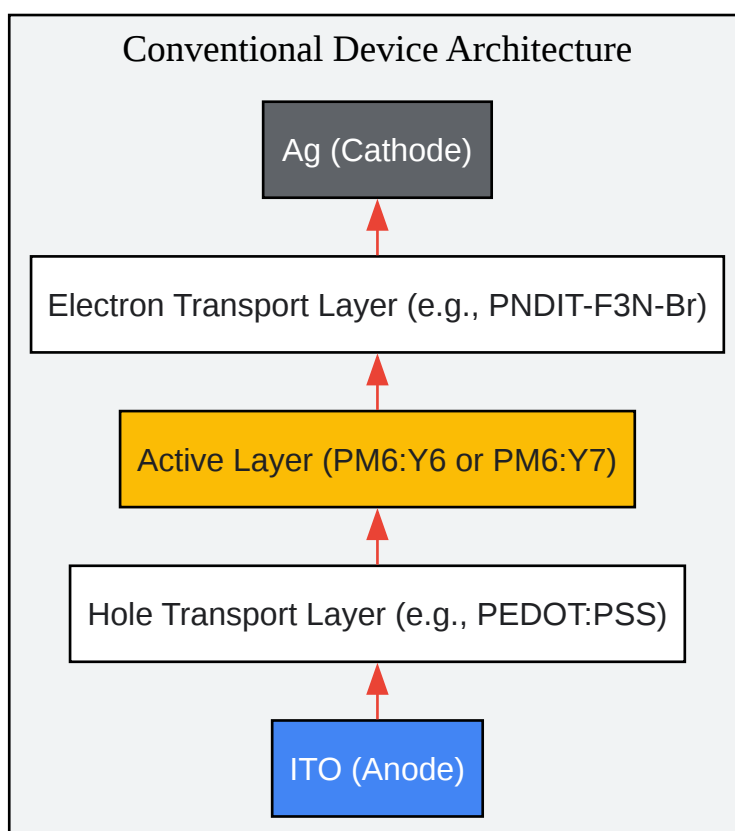 Conventional Device Architecture
Ag (Cathode)
Electron Transport Layer (e.g., PNDIT-F3N-Br)
Active Layer (PM6:Y6 or PM6:Y7)
Hole Transport Layer (e.g., PEDOT:PSS)
ITO (Anode)